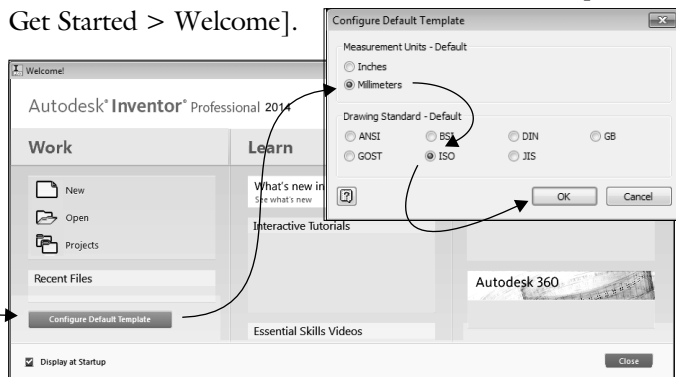 Get Started > Welcome].
Configure Default Template
Measurement Units - Default
Inches
Millimeters
Drawing Standard - Default
ANSI
BSI
DIN
GB
GOST
ISO
JIS
OK
Cancel
Welcome!
Autodesk® Inventor® Professional 2014
Work
New
Open
Projects
Recent Files
Configure Default Template
Display at Startup
Learn
What's new in
See what's new
Interactive Tutorials
Essential Skills Videos
Autodesk 360
Close